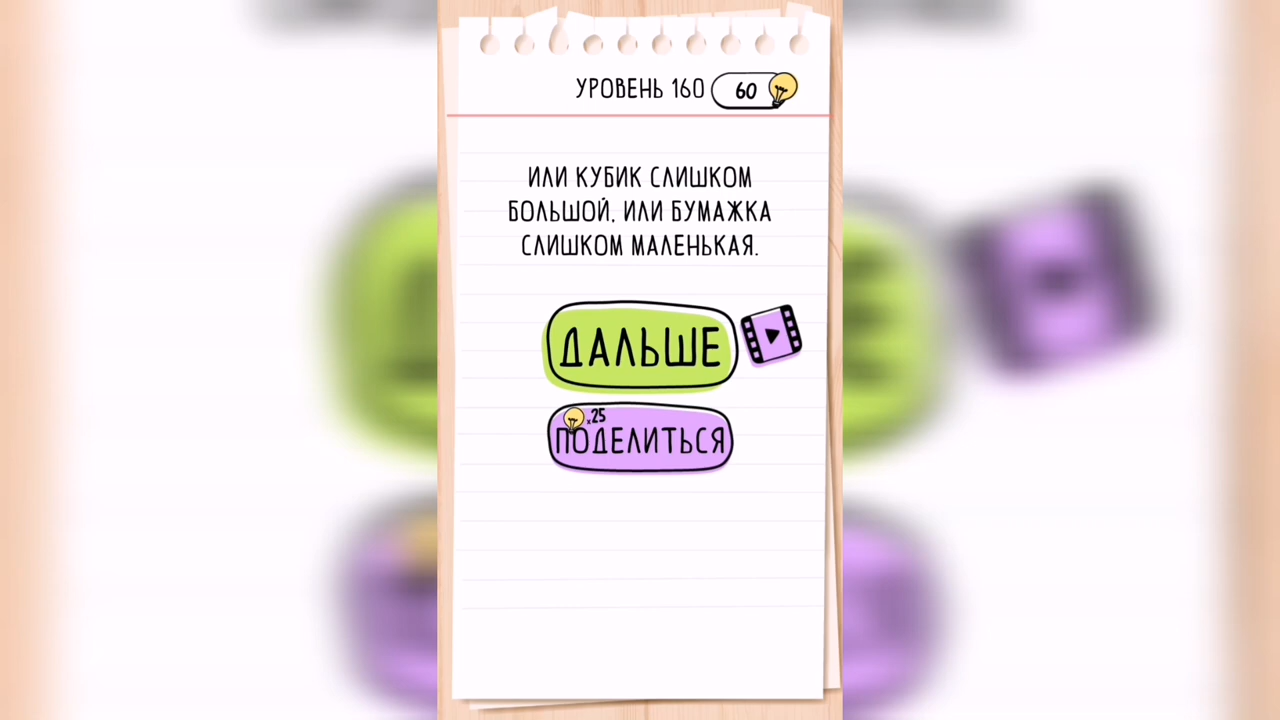 УРОВЕНЬ 160 60
ИЛИ КУБИК СЛИШКОМ
БОЛЬШОЙ, ИЛИ БУМАЖКА
СЛИШКОМ МАЛЕНЬКАЯ.
ДАЛЬШЕ
x25
ПОДЕЛИТЬСЯ